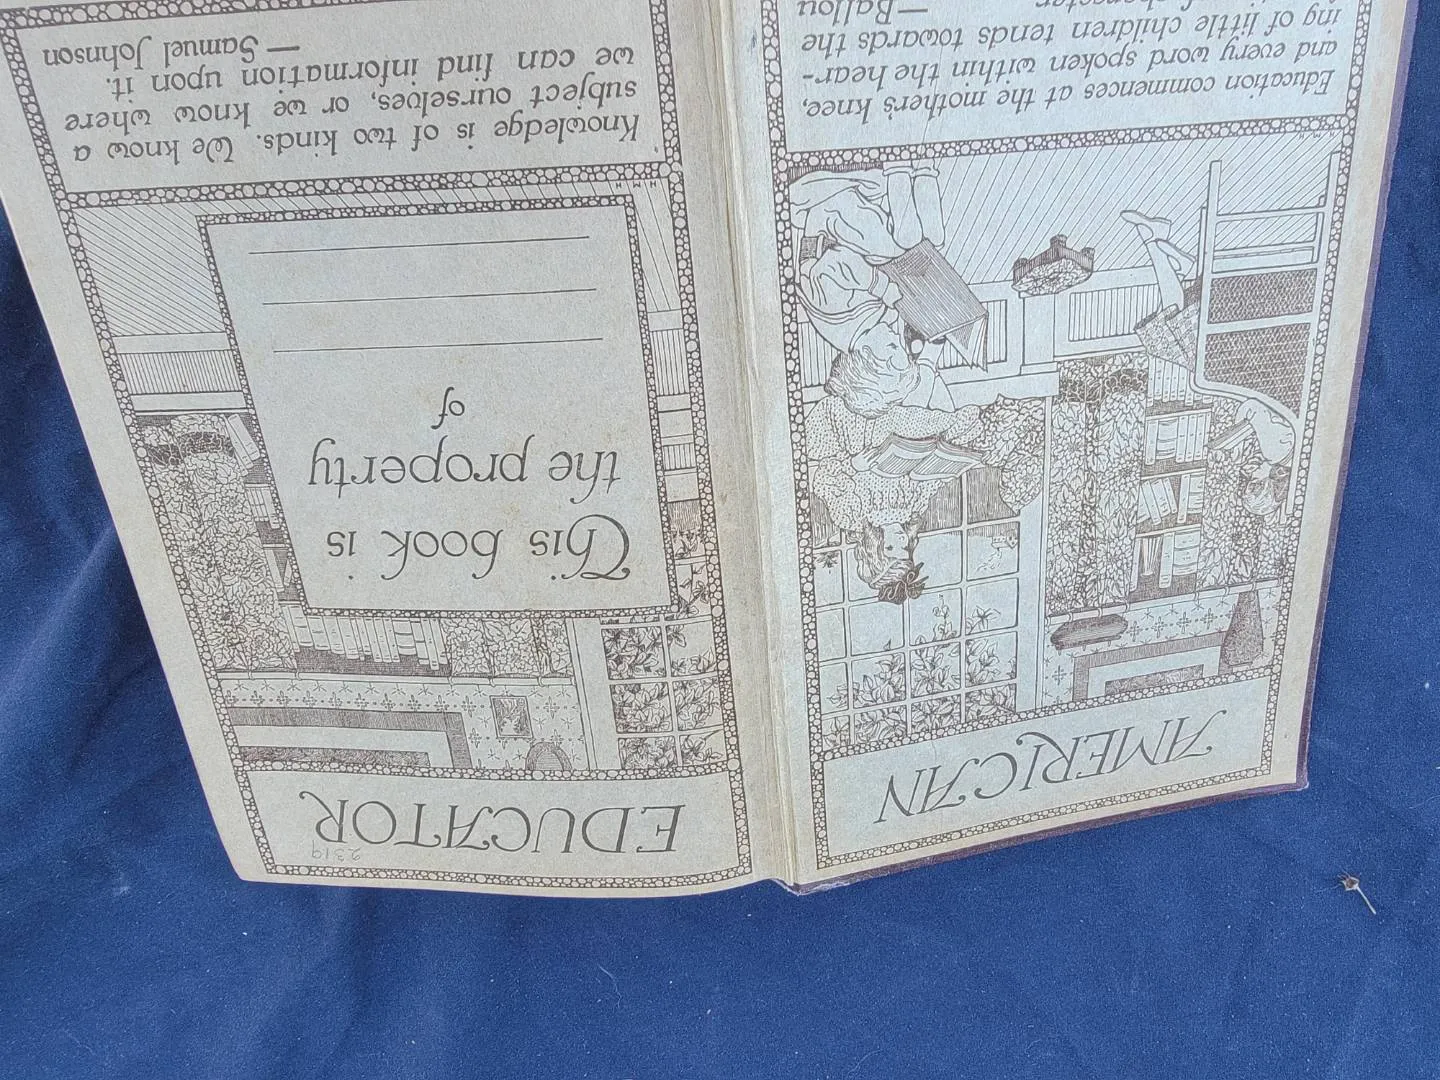 AMERICAN
Education commences at the mother's knee,
and every word spoken within the hear-
ing of little children tends towards the
—Ballou
EDUCATOR
2319
This book is
the property
of
H M H
Knowledge is of two kinds. We know a
subject ourselves, or we know where
we can find information upon it.
—Samuel Johnson